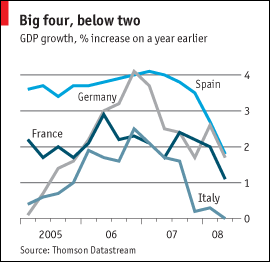 Big four, below two
GDP growth, % increase on a year earlier
4
Spain
Germany
3
France
2
1
Italy
0
2005 06 07 08
Source: Thomson Datastream